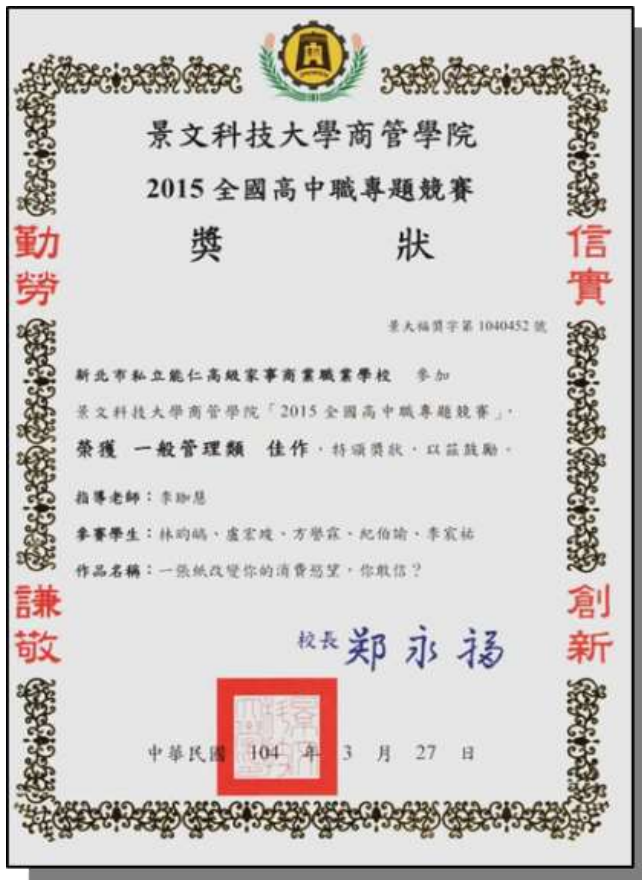 景文科技大學商管學院
2015 全國高中職專題競賽
獎 狀
勤勞
信實
景大福獎字第 1040452 號
新北市私立能仁高級家事商業職業學校 參加
景文科技大學商管學院「2015 全國高中職專題競賽」,
榮獲 一般管理類 佳作,特頒獎狀,以茲鼓勵。
指導老師:李
參賽學生:林昀、盧宏、方譽霖、紀伯諭、李宸祐
作品名稱:一張紙改變你的消費慾望,你敢信?
謙敬
創新
校長 鄭永福
中華民國 104 年 3 月 27 日